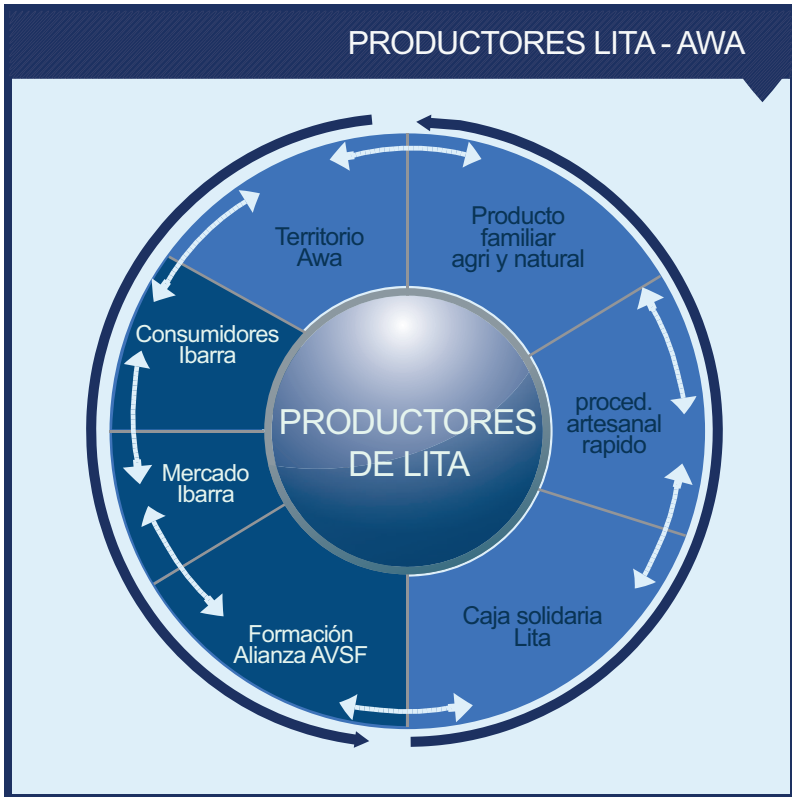 PRODUCTORES LITA - AWA
Territorio
Awa
Producto
familiar
agri y natural
Consumidores
Ibarra
PRODUCTORES
DE LITA
proced.
artesanal
rapido
Mercado
Ibarra
Caja solidaria
Lita
Formación
Alianza AVSF